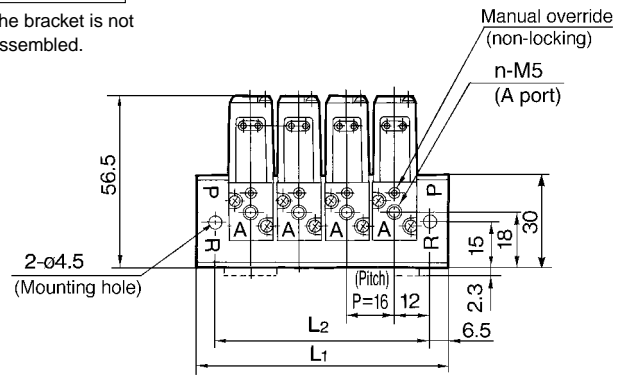 he bracket is not
ssembled.
Manual override
(non-locking)
n-M5
(A port)
56.5
P
P
A
A
A
A
R
R
30
15
18
2-ø4.5
(Mounting hole)
(Pitch)
P=16
12
2.3
L2
6.5
L1